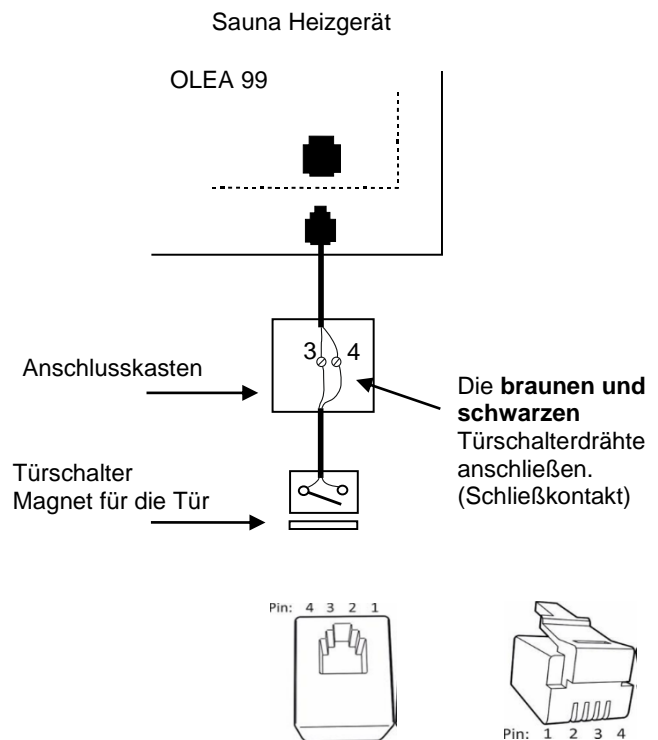 Sauna Heizgerät
OLEA 99
3 4
Anschlusskasten
Die braunen und
schwarzen
Türschalterdrähte
anschließen.
(Schließkontakt)
Türschalter
Magnet für die Tür
Pin: 4 3 2 1
Pin: 1 2 3 4